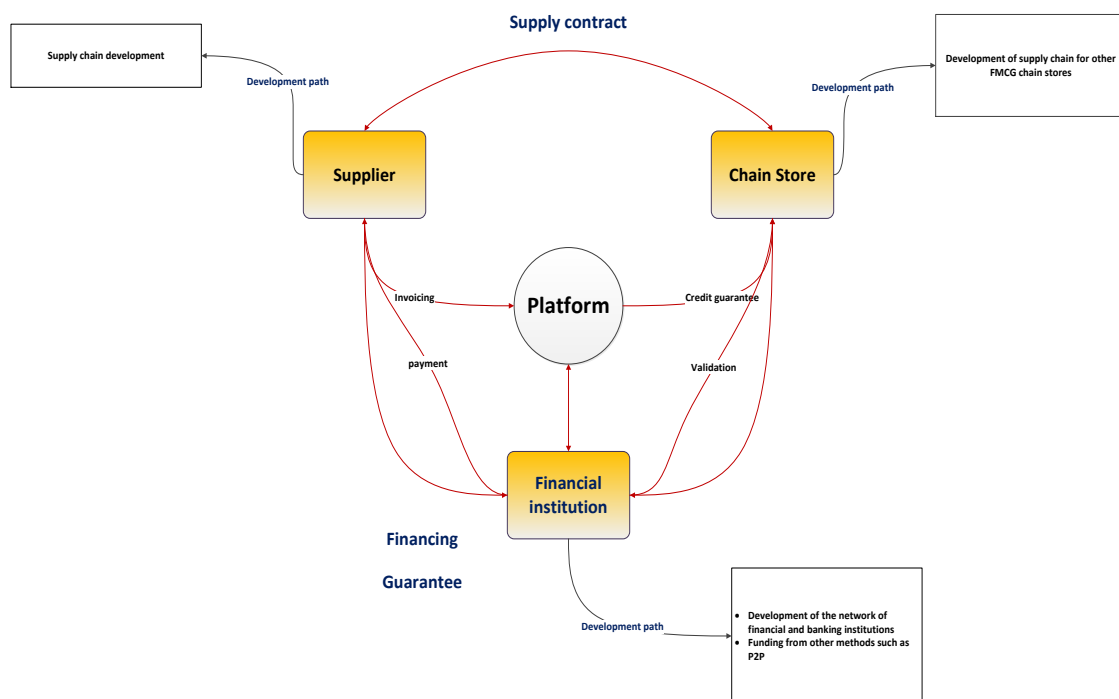 Supply contract
Supply chain development
Development path
Development path
Development of supply chain for other
FMCG chain stores
Supplier
Chain Store
Invoicing
Platform
Credit guarantee
payment
Validation
Financial
institution
Financing
Guarantee
Development path
• Development of the network of
financial and banking institutions
• Funding from other methods such as
P2P